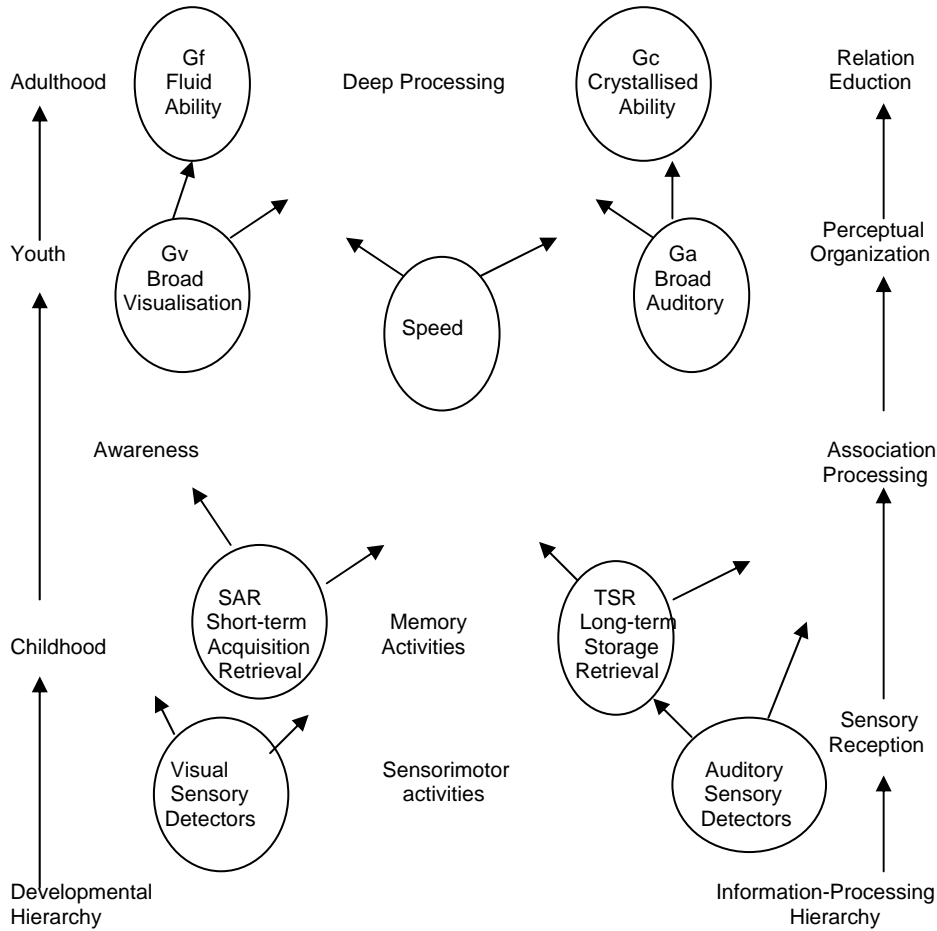 Adulthood
Gf
Fluid
Ability
Deep Processing
Gc
Crystallised
Ability
Relation
Eduction
Youth
Gv
Broad
Visualisation
Speed
Ga
Broad
Auditory
Perceptual
Organization
Awareness
Association
Processing
Childhood
SAR
Short-term
Acquisition
Retrieval
Memory
Activities
TSR
Long-term
Storage
Retrieval
Sensory
Reception
Visual
Sensory
Detectors
Sensorimotor
activities
Auditory
Sensory
Detectors
Developmental
Hierarchy
Information-Processing
Hierarchy